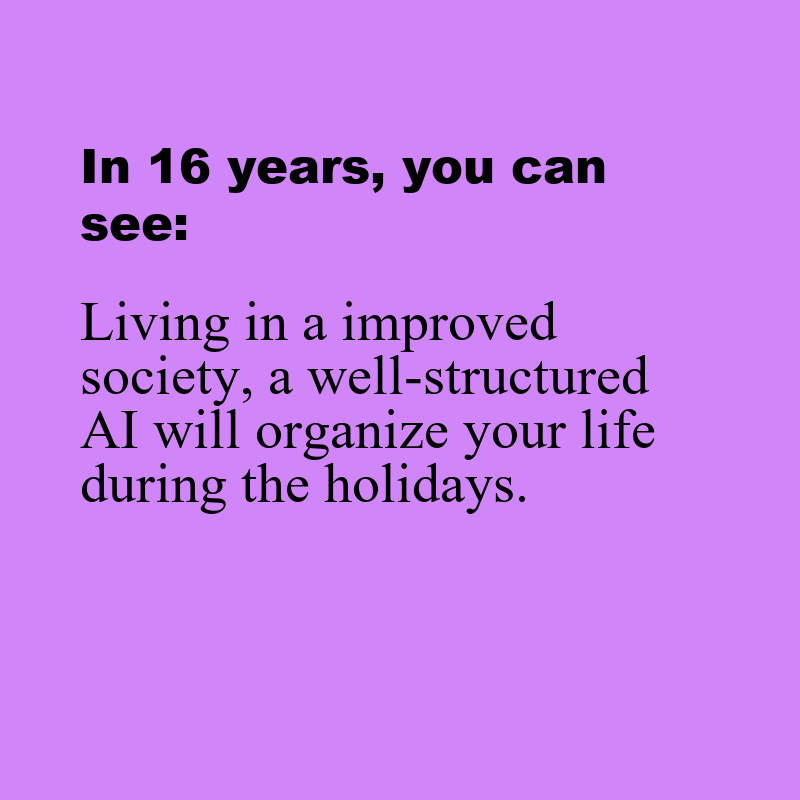 In 16 years, you can
see:
Living in a improved
society, a well-structured
AI will organize your life
during the holidays.